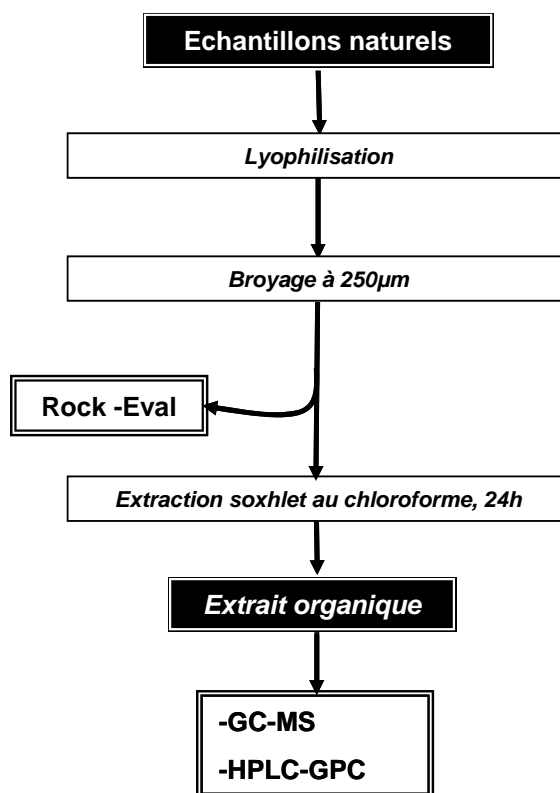 Echantillons naturels
Lyophilisation
Broyage à 250µm
Rock -Eval
Extraction soxhlet au chloroforme, 24h
Extrait organique
-GC-MS
-HPLC-GPC